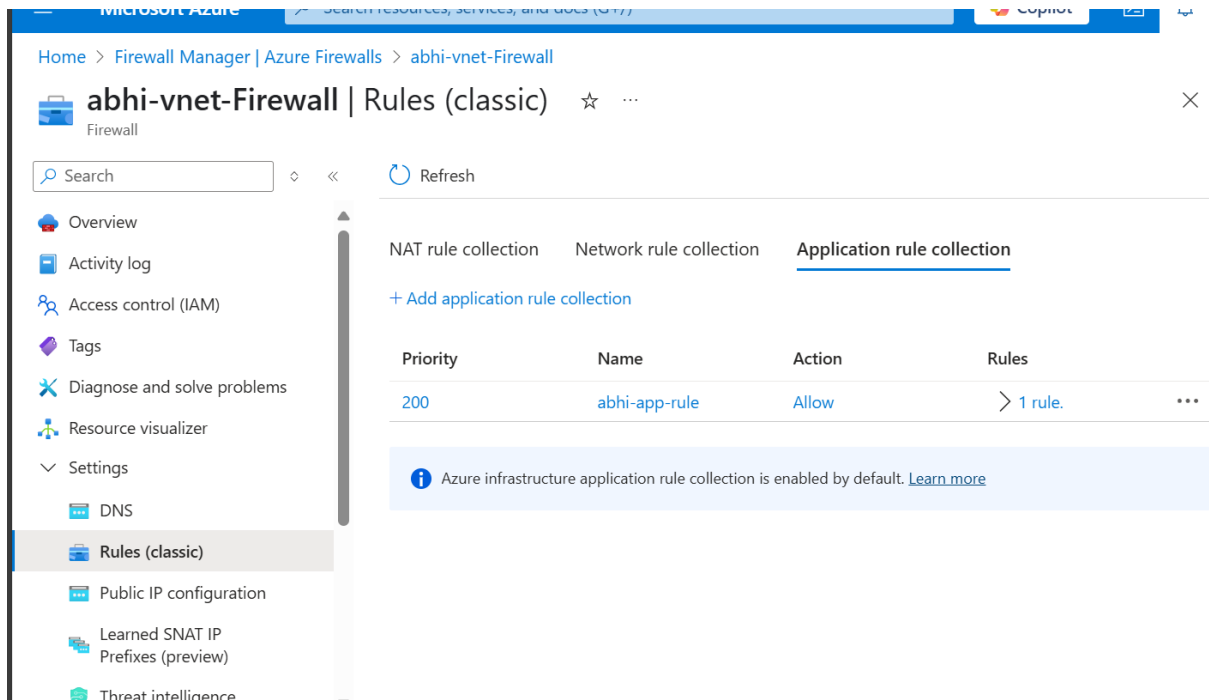 Microsoft Azure
Search resources, services, and docs (G+/)
Copilot
Home > Firewall Manager | Azure Firewalls > abhi-vnet-Firewall
abhi-vnet-Firewall | Rules (classic)
Firewall
Search
Refresh
Overview
Activity log
Access control (IAM)
Tags
Diagnose and solve problems
Resource visualizer
Settings
DNS
Rules (classic)
Public IP configuration
Learned SNAT IP
Prefixes (preview)
Threat intelligence
NAT rule collection Network rule collection Application rule collection
+ Add application rule collection
Priority Name Action Rules
200 abhi-app-rule Allow > 1 rule.
Azure infrastructure application rule collection is enabled by default. Learn more